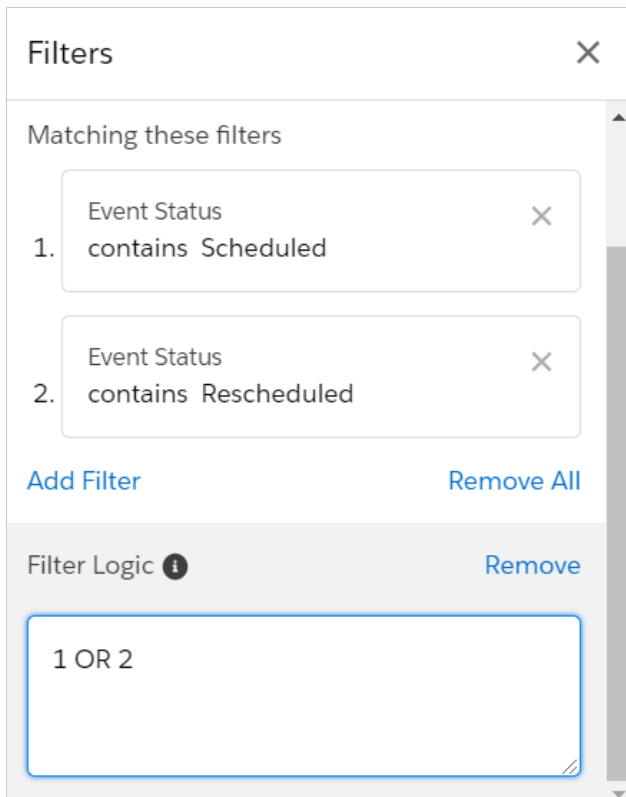 Filters
Matching these filters
1.
Event Status
contains Scheduled
2.
Event Status
contains Rescheduled
Add Filter
Remove All
Filter Logic
Remove
1 OR 2